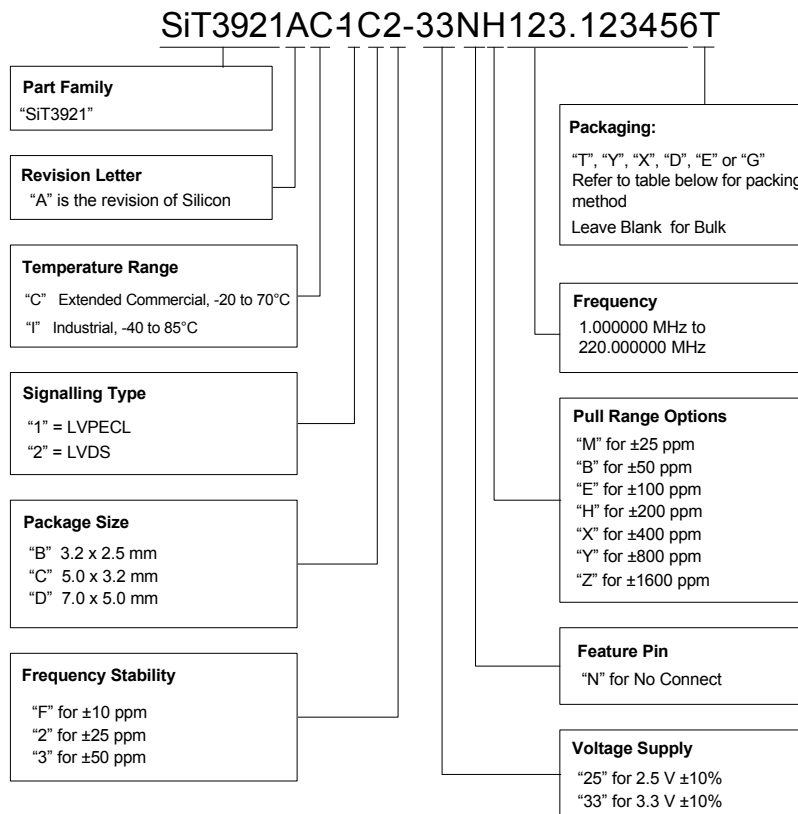 SiT3921AC-1C2-33NH123.123456T
Part Family
“SiT3921”
Revision Letter
“A” is the revision of Silicon
Temperature Range
“C” Extended Commercial, -20 to 70°C
“I” Industrial, -40 to 85°C
Signalling Type
“1” = LVPECL
“2” = LVDS
Package Size
“B” 3.2 x 2.5 mm
“C” 5.0 x 3.2 mm
“D” 7.0 x 5.0 mm
Frequency Stability
“F” for ±10 ppm
“2” for ±25 ppm
“3” for ±50 ppm
Packaging:
“T”, “Y”, “X”, “D”, “E” or “G”
Refer to table below for packing
method
Leave Blank for Bulk
Frequency
1.000000 MHz to
220.000000 MHz
Pull Range Options
“M” for ±25 ppm
“B” for ±50 ppm
“E” for ±100 ppm
“H” for ±200 ppm
“X” for ±400 ppm
“Y” for ±800 ppm
“Z” for ±1600 ppm
Feature Pin
“N” for No Connect
Voltage Supply
“25” for 2.5 V ±10%
“33” for 3.3 V ±10%